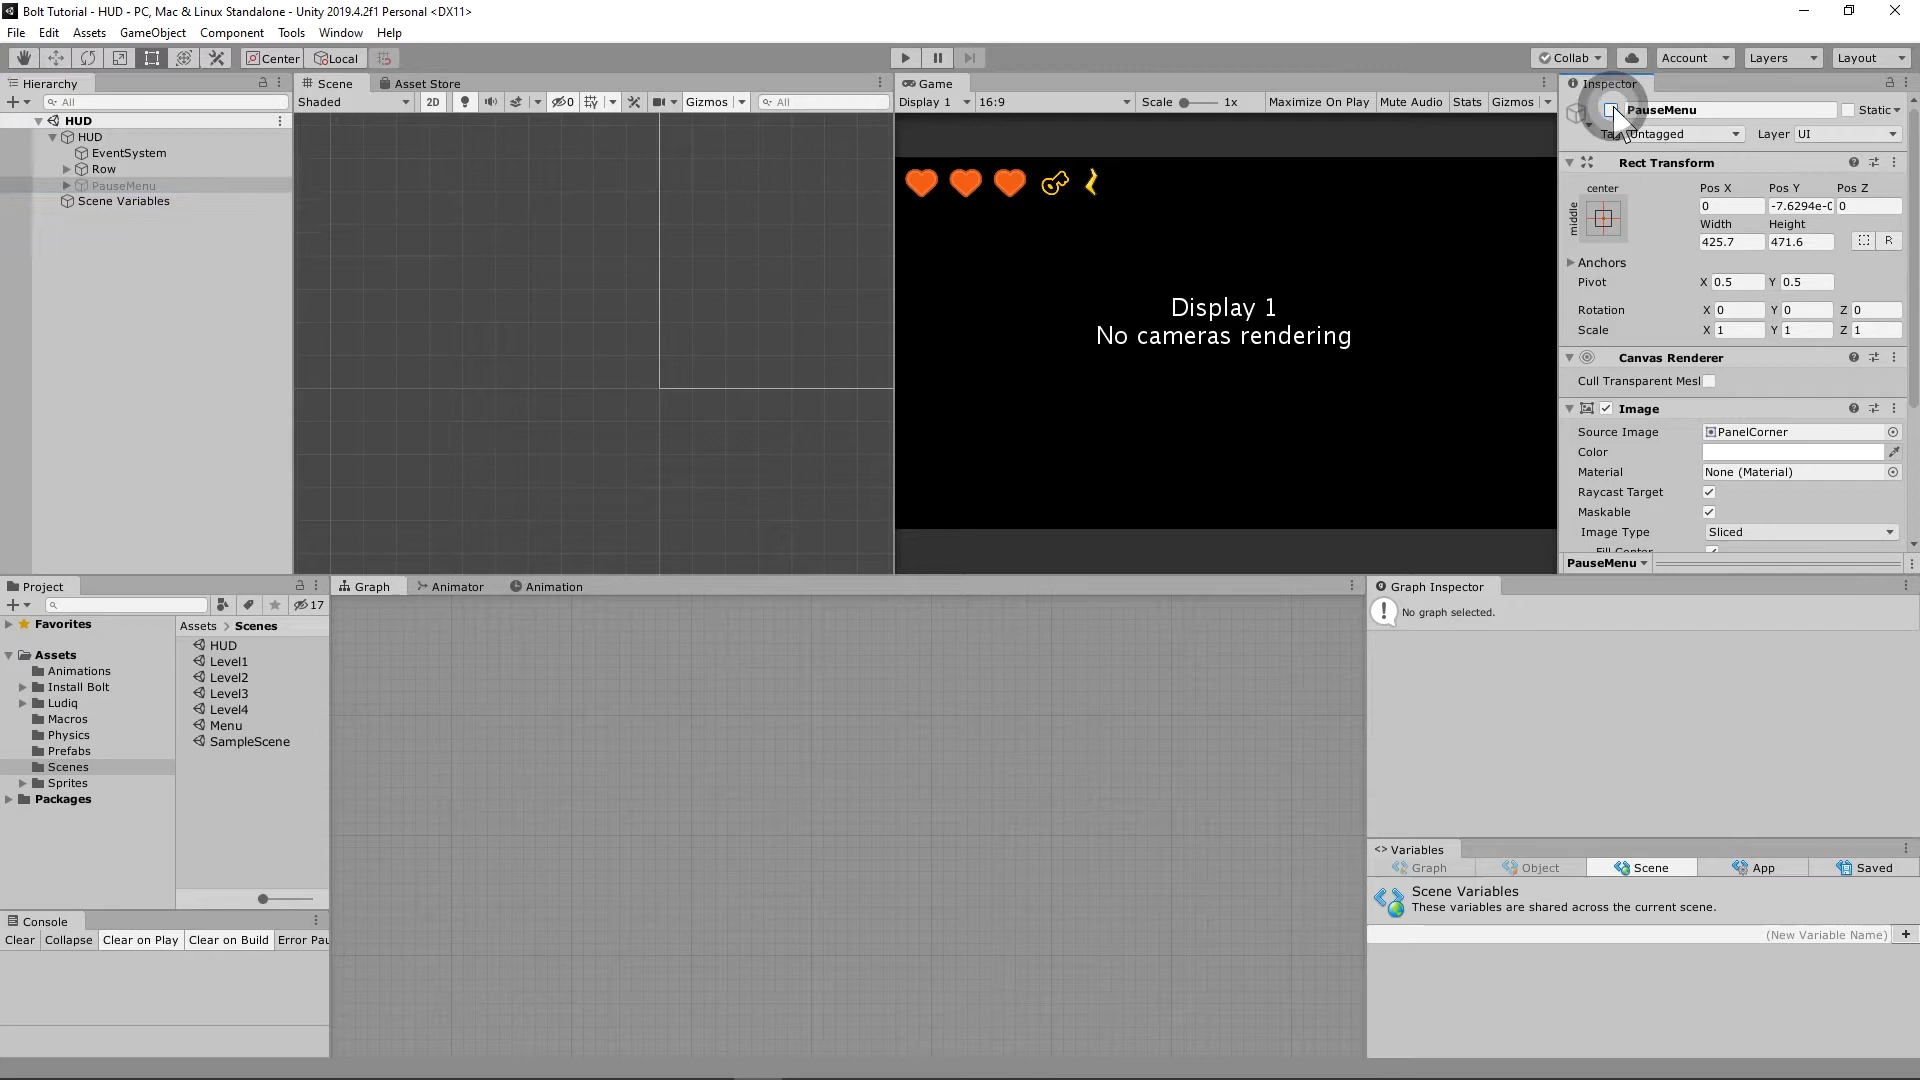 Bolt Tutorial - HUD - PC, Mac & Linux Standalone - Unity 2019.4.2f1 Personal <DX11>
File Edit Assets GameObject Component Tools Window Help
Center Local Collab Account Layers Layout
Hierarchy
All
HUD
HUD
EventSystem
Row
PauseMenu
Scene Variables
Scene Asset Store
Shaded 2D 0 Gizmos All
Game
Display 1 16:9 Scale 1x Maximize On Play Mute Audio Stats Gizmos
Display 1
No cameras rendering
Inspector
PauseMenu Static
Untagged Layer UI
Rect Transform
center
middle
Pos X Pos Y Pos Z
0 -7.6294e-0 0
Width Height
425.7 471.6 R
Anchors
Pivot X 0.5 Y 0.5
Rotation X 0 Y 0 Z 0
Scale X 1 Y 1 Z 1
Canvas Renderer
Cull Transparent Mesl
Image
Source Image PanelCorner
Color
Material None (Material)
Raycast Target
Maskable
Image Type Sliced
Fill Center
PauseMenu
Project
17
Favorites
Assets
Animations
Install Bolt
Ludiq
Macros
Physics
Prefabs
Scenes
Sprites
Packages
Assets > Scenes
HUD
Level1
Level2
Level3
Level4
Menu
SampleScene
Console
Clear Collapse Clear on Play Clear on Build Error Pau
Graph Animator Animation
Graph Inspector
No graph selected.
<> Variables
Graph Object Scene App Saved
Scene Variables
These variables are shared across the current scene.
(New Variable Name)